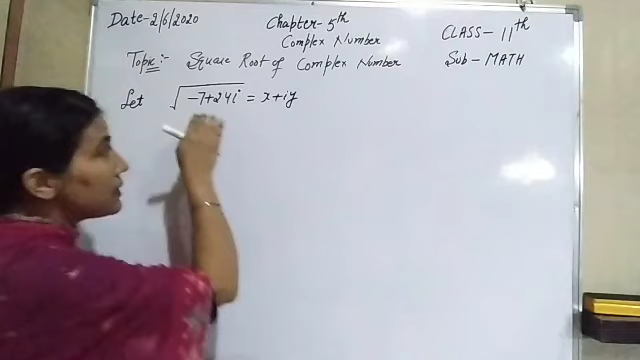 Date-2/6/2020
Chapter-5th
Complex Number
CLASS-11th
Sub-MATH
Topic:- Square Root of Complex Number
Let √-7+24i = x+iy